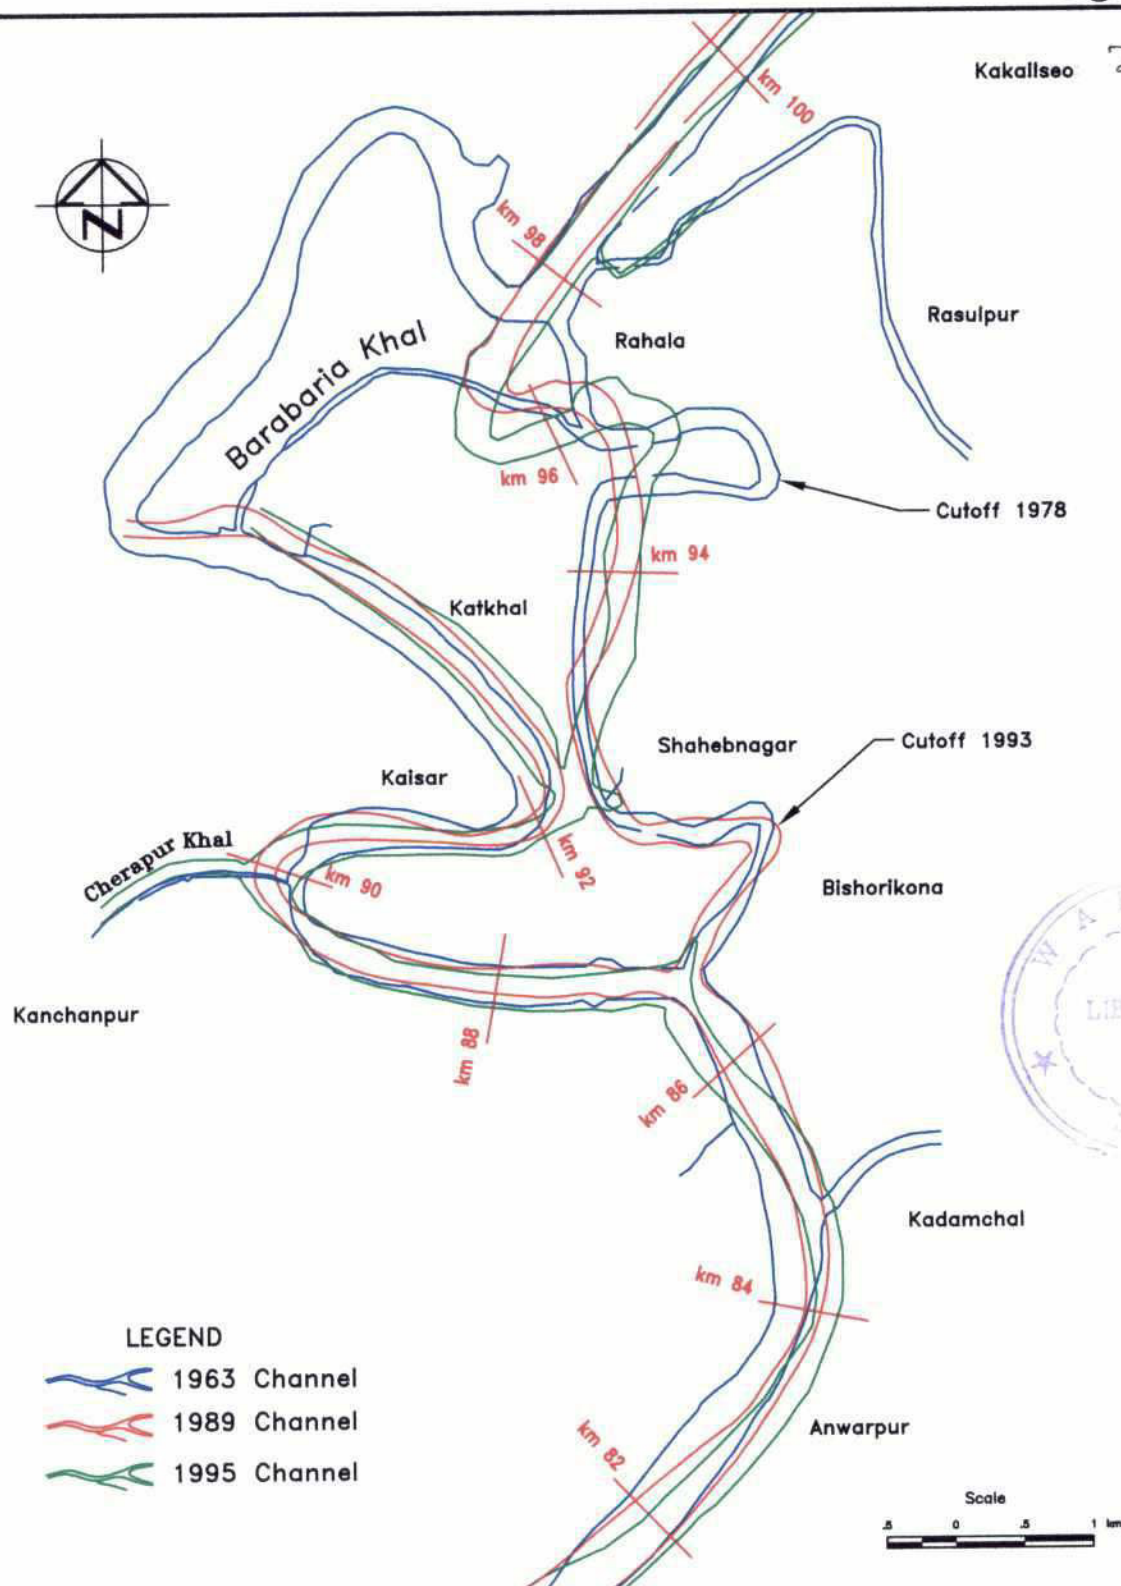 Kakailseo
km 100
km 98
Rasulpur
Rahala
Barabaria Khal
km 96
Cutoff 1978
km 94
Katkhal
Shahebnagar
Cutoff 1993
Kaisar
Cherapur Khal
km 92
km 90
Bishorikona
Kanchanpur
km 88
km 86
Kadamchal
km 84
LEGEND
1963 Channel
1989 Channel
1995 Channel
Anwarpur
km 82
Scale
.5 0 .5 1 km
N